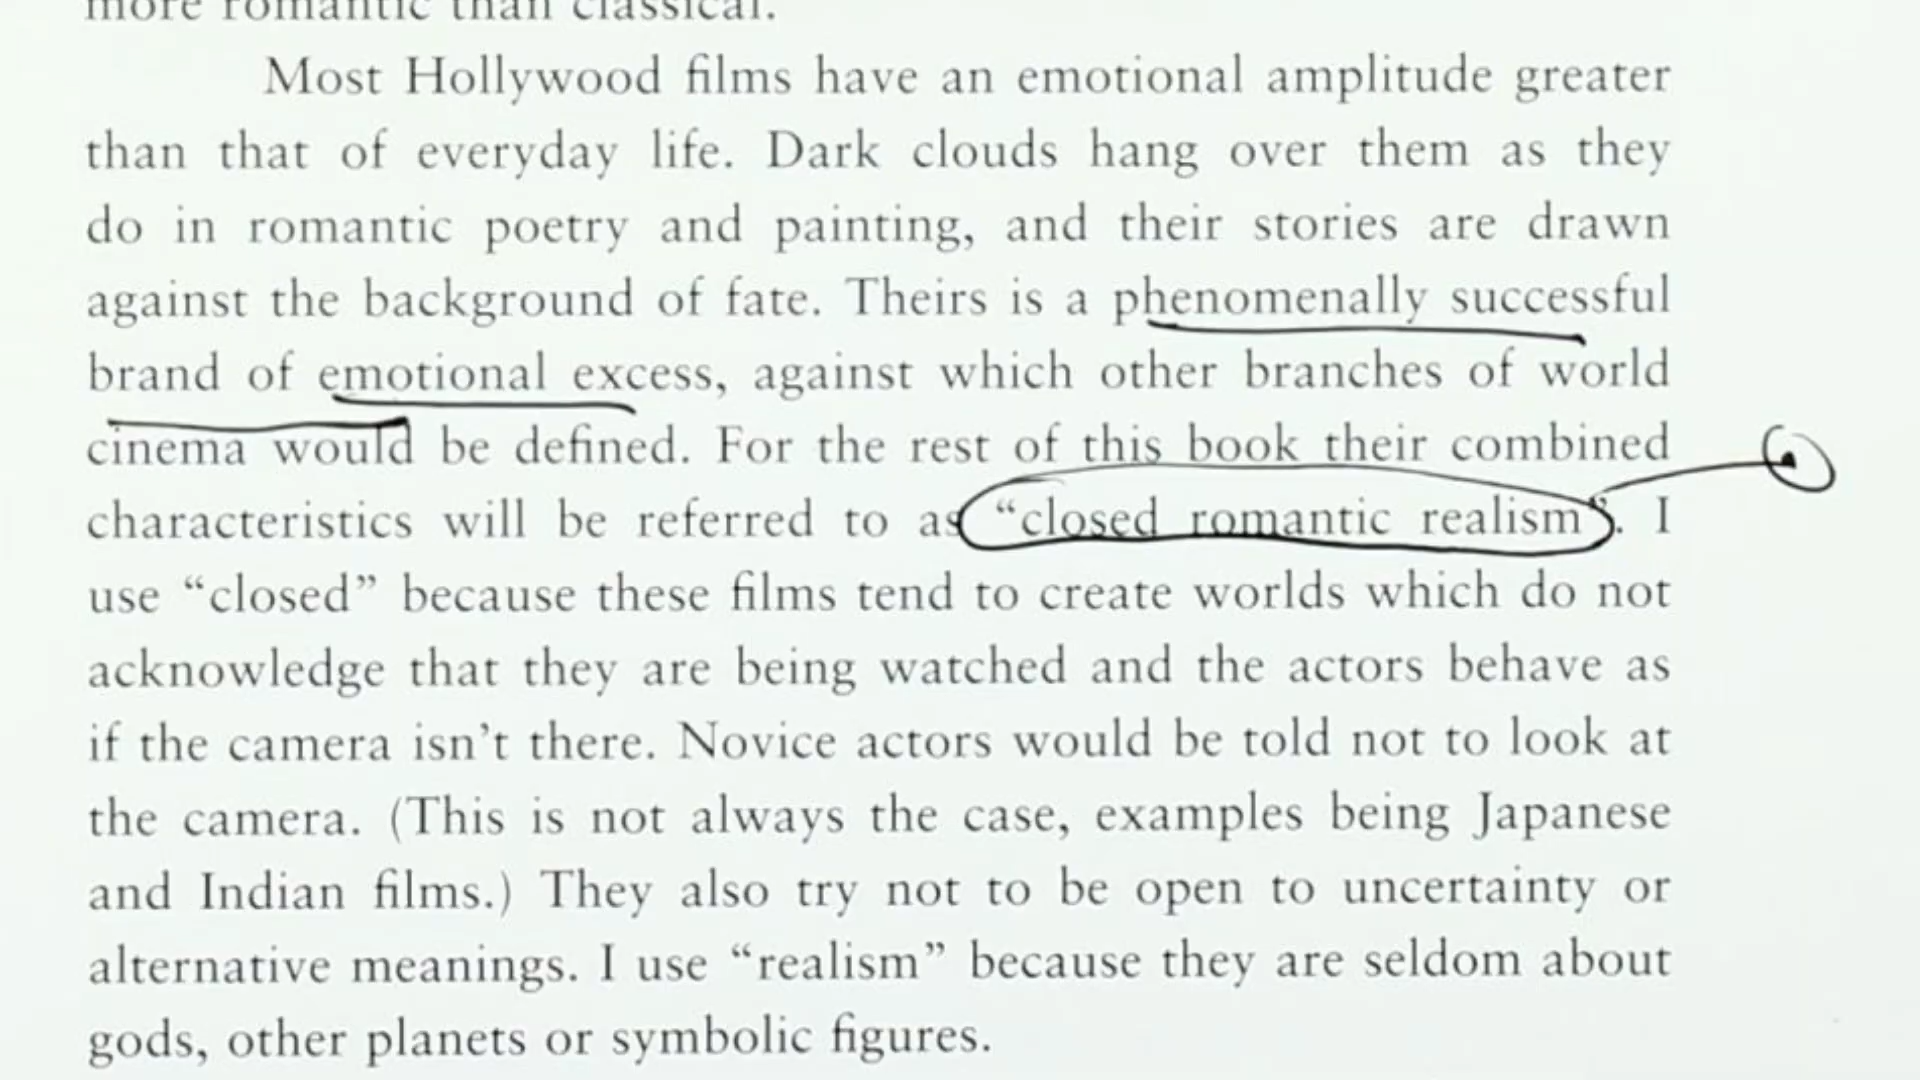 more romantic than classical.
Most Hollywood films have an emotional amplitude greater
than that of everyday life. Dark clouds hang over them as they
do in romantic poetry and painting, and their stories are drawn
against the background of fate. Theirs is a phenomenally successful
brand of emotional excess, against which other branches of world
cinema would be defined. For the rest of this book their combined
characteristics will be referred to as “closed romantic realism”. I
use “closed” because these films tend to create worlds which do not
acknowledge that they are being watched and the actors behave as
if the camera isn’t there. Novice actors would be told not to look at
the camera. (This is not always the case, examples being Japanese
and Indian films.) They also try not to be open to uncertainty or
alternative meanings. I use “realism” because they are seldom about
gods, other planets or symbolic figures.